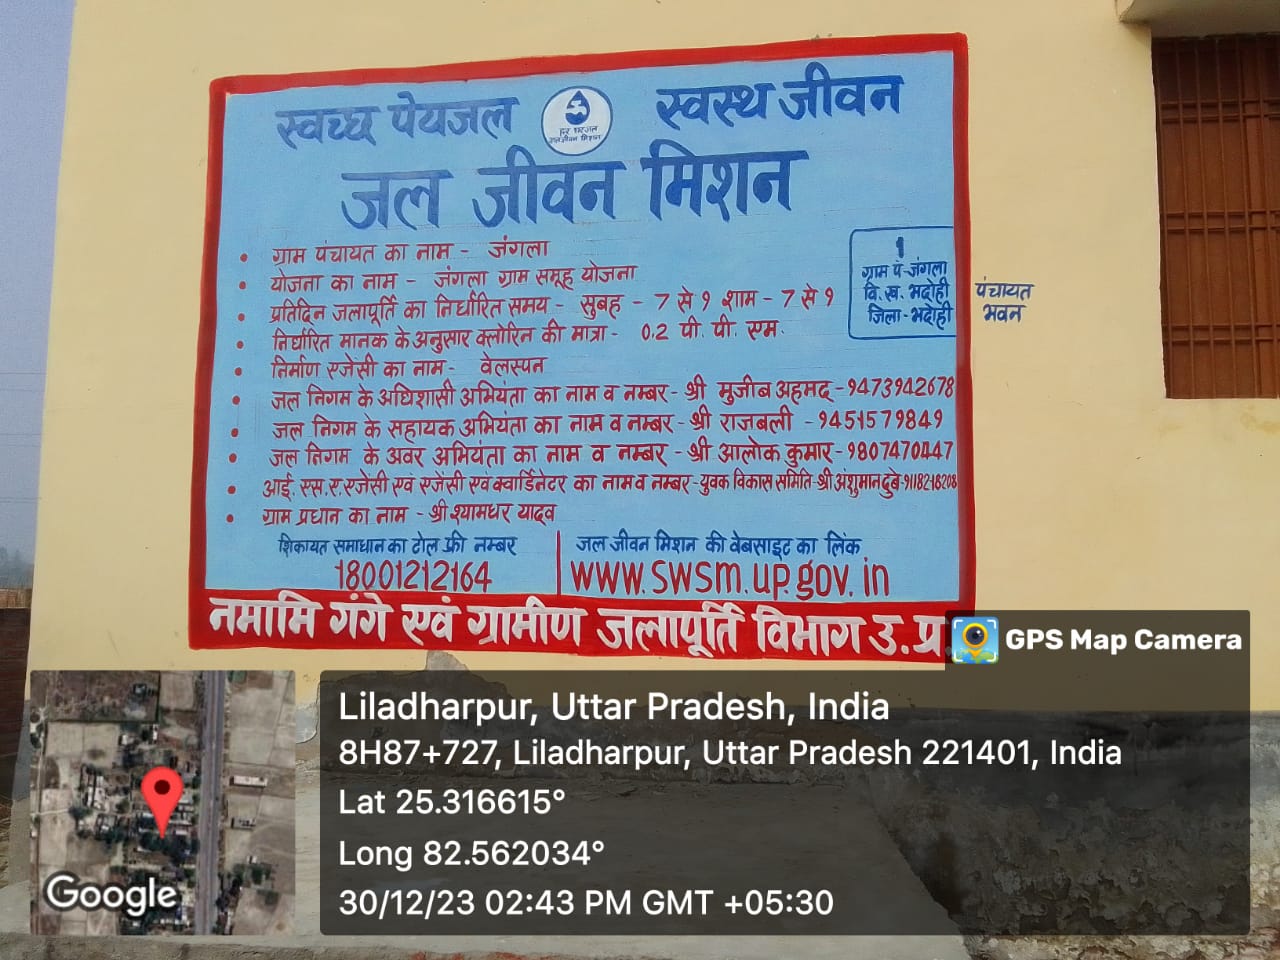 स्वच्छ पेयजल
हर घर जल
जल जीवन मिशन
स्वस्थ जीवन
जल जीवन मिशन
• ग्राम पंचायत का नाम - जंगला
• योजना का नाम - जंगला ग्राम समूह योजना
• प्रतिदिन जलापूर्ति का निर्धारित समय - सुबह - 7 से 9 शाम - 7 से 9
• निर्धारित मानक के अनुसार क्लोरिन की मात्रा - 0.2 पी. पी. एम.
• निर्माण एजेंसी का नाम - वेलस्पन
• जल निगम के अधिशासी अभियंता का नाम व नम्बर - श्री मुजीब अहमद - 9473942678
• जल निगम के सहायक अभियंता का नाम व नम्बर - श्री राजबली - 9451579849
• जल निगम के अवर अभियंता का नाम व नम्बर - श्री आलोक कुमार - 9807470447
• आई. एस. ए. एजेंसी एवं एजेंसी एवं क्वार्डिनेटर का नाम व नम्बर - युवक विकास समिति - श्री अंशुमान दुबे - 9118218208
• ग्राम प्रधान का नाम - श्री श्यामधर यादव
1
ग्राम पं - जंगला
वि. ख. भदोही
जिला - भदोही
पंचायत
भवन
शिकायत समाधान का टोल फ्री नम्बर
18001212164
जल जीवन मिशन की वेबसाइट का लिंक
www.swsm.up.gov.in
नमामि गंगे एवं ग्रामीण जलापूर्ति विभाग उ.प्र.
GPS Map Camera
Liladharpur, Uttar Pradesh, India
8H87+727, Liladharpur, Uttar Pradesh 221401, India
Lat 25.316615°
Long 82.562034°
30/12/23 02:43 PM GMT +05:30
Google